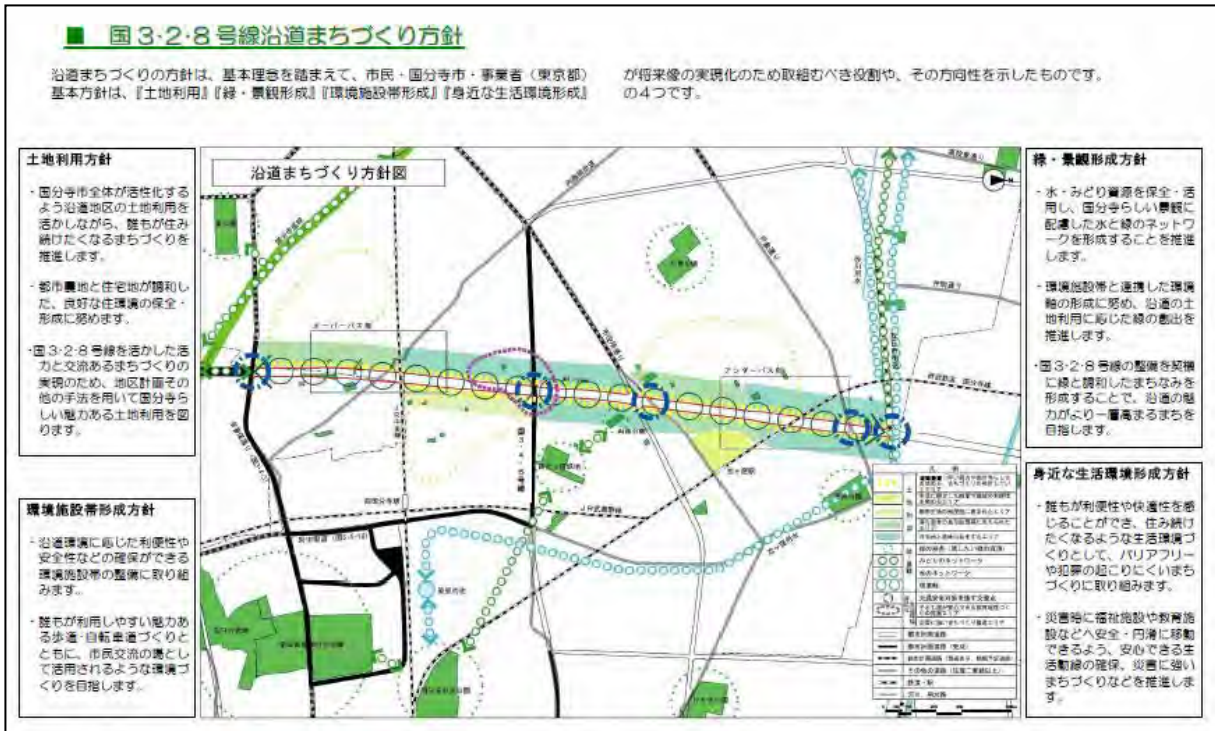 ■ 国3・2・8号線沿道まちづくり方針
沿道まちづくりの方針は、基本理念を踏まえて、市民・国分寺市・事業者（東京都）
が将来像の実現化のため取組むべき役割や、その方向性を示したものです。
基本方針は、『土地利用』『緑・景観形成』『環境施設帯形成』『身近な生活環境形成』
の4つです。
土地利用方針
・国分寺市全体が活性化する
よう沿道地区の土地利用を
活かしながら、誰もが住み
続けたくなるまちづくりを
推進します。
・都市農地と住宅地が調和し
た、良好な住環境の保全・
形成に努めます。
・国3・2・8号線を活かした活
力と交流あるまちづくりの
実現のため、地区計画その
他の手法を用いて国分寺ら
しい魅力ある土地利用を図
ります。
環境施設帯形成方針
・沿道環境に応じた利便性や
安全性などの確保ができる
環境施設帯の整備に取り組
みます。
・誰もが利用しやすい魅力あ
る歩道・自転車道づくりと
ともに、市民交流の場とし
て活用されるような環境づ
くりを目指します。
沿道まちづくり方針図
オーバーパス部
アンダーパス部
凡例
緑・景観形成方針
・水・みどり資源を保全・活
用し、国分寺らしい景観に
配慮した水と緑のネットワ
ークを形成することを推進
します。
・環境施設帯と連携した環境
軸の形成に努め、沿道の土
地利用に応じた緑の創出を
推進します。
・国3・2・8号線の整備を契機
に緑と調和したまちなみを
形成することで、沿道の魅
力がより一層高まるまちを
目指します。
身近な生活環境形成方針
・誰もが利便性や快適性を感
じることができ、住み続け
たくなるような生活環境づ
くりとして、バリアフリー
や犯罪の起こりにくいまち
づくりに取り組みます。
・災害時に福祉施設や教育施
設などへ安全・円滑に移動
できるよう、安心できる生
活動線の確保、災害に強い
まちづくりなどを推進しま
す。